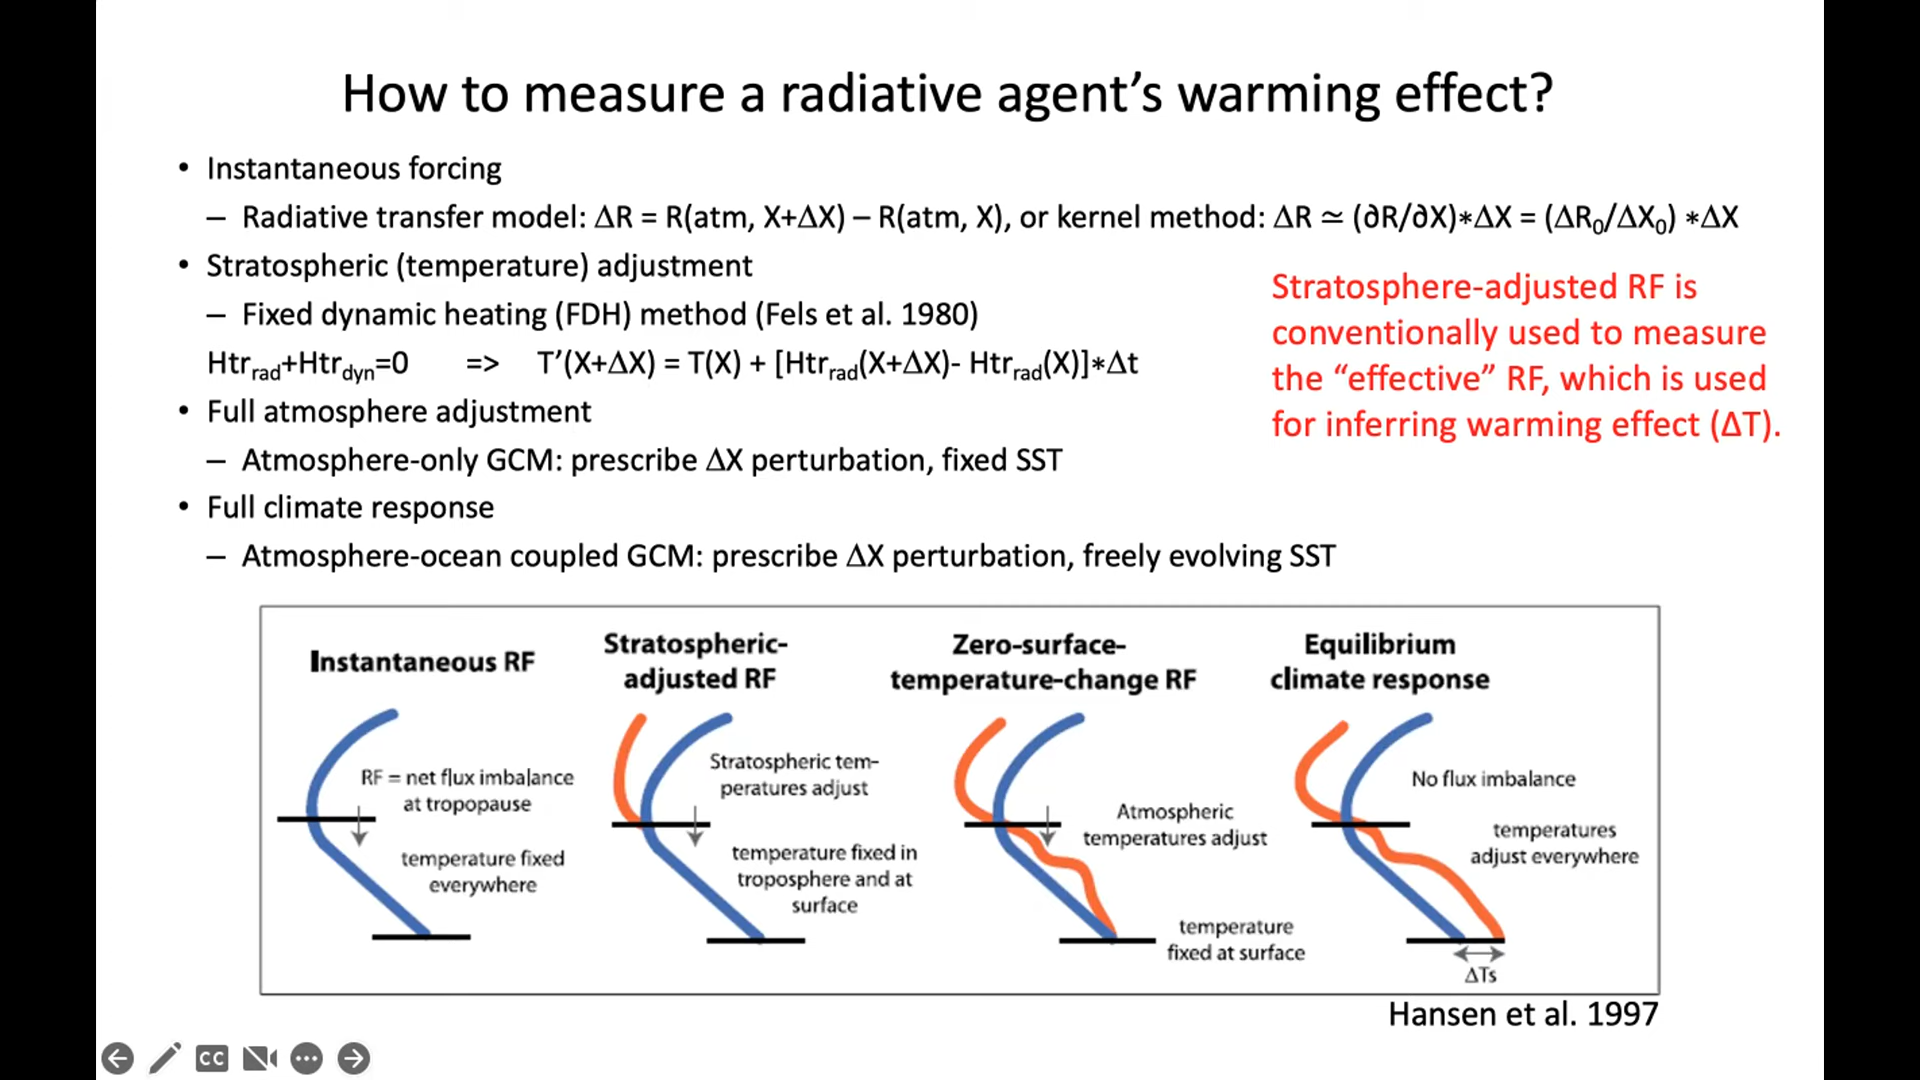 How to measure a radiative agent’s warming effect?
• Instantaneous forcing
– Radiative transfer model: ΔR = R(atm, X+ΔX) – R(atm, X), or kernel method: ΔR ≃ (∂R/∂X)*ΔX = (ΔR₀/ΔX₀) *ΔX
• Stratospheric (temperature) adjustment
– Fixed dynamic heating (FDH) method (Fels et al. 1980)
Htr_rad+Htr_dyn=0 => T’(X+ΔX) = T(X) + [Htr_rad(X+ΔX)- Htr_rad(X)]*Δt
• Full atmosphere adjustment
– Atmosphere-only GCM: prescribe ΔX perturbation, fixed SST
• Full climate response
– Atmosphere-ocean coupled GCM: prescribe ΔX perturbation, freely evolving SST
Stratosphere-adjusted RF is
conventionally used to measure
the “effective” RF, which is used
for inferring warming effect (ΔT).
Instantaneous RF
RF = net flux imbalance
at tropopause
temperature fixed
everywhere
Stratospheric-
adjusted RF
Stratospheric tem-
peratures adjust
temperature fixed in
troposphere and at
surface
Zero-surface-
temperature-change RF
Atmospheric
temperatures adjust
temperature
fixed at surface
Equilibrium
climate response
No flux imbalance
temperatures
adjust everywhere
ΔTs
Hansen et al. 1997
CC